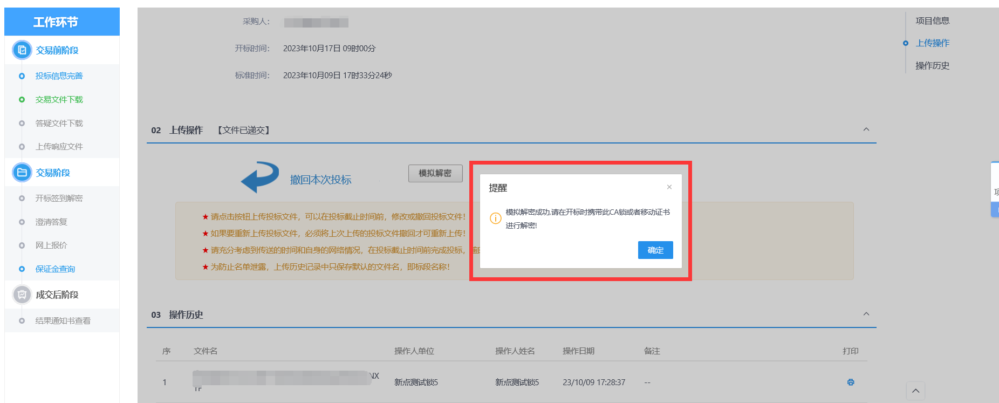 工作环节
交易前阶段
投标信息完善
交易文件下载
答疑文件下载
上传响应文件
交易阶段
开标签到解密
澄清答复
网上报价
保证金查询
成交后阶段
结果通知书查看
采购人：
开标时间： 2023年10月17日 09时00分
标准时间： 2023年10月09日 17时33分24秒
02 上传操作 【文件已递交】
撤回本次投标 模拟解密
★ 请点击按钮上传投标文件，可以在投标截止时间前，修改或撤回投标文件！
★ 如果要重新上传投标文件，必须将上次上传的投标文件撤回才可重新上传！
★ 请充分考虑到传送的时间和自身的网络情况，在投标截止时间前完成投标，
★ 为防止名单泄露，上传历史记录中只保存默认的文件名，即标段名称！
提醒 ×
模拟解密成功,请在开标时携带此CA锁或者移动证书
进行解密!
确定
03 操作历史
序 文件名 操作人单位 操作人姓名 操作日期 备注 打印
1 NX 新点测试锁5 新点测试锁5 23/10/09 17:28:37 --
项目信息
上传操作
操作历史